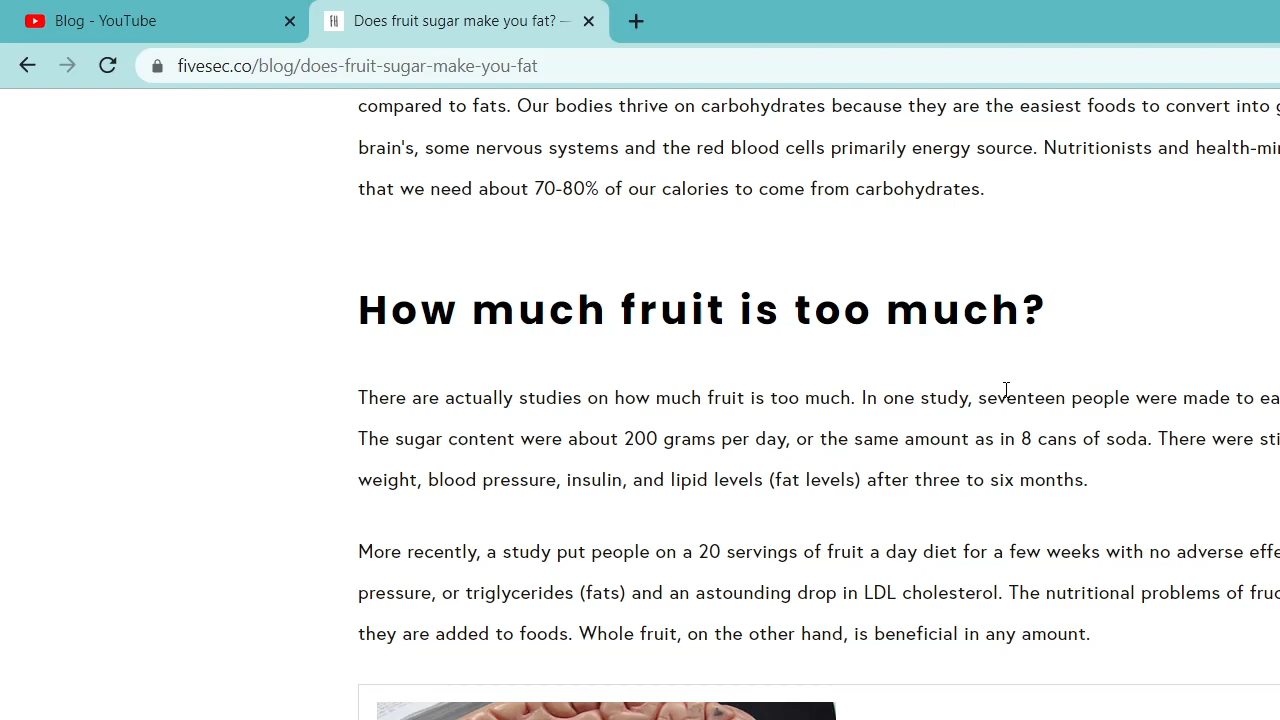 Blog - YouTube
Does fruit sugar make you fat? —
fivesec.co/blog/does-fruit-sugar-make-you-fat
compared to fats. Our bodies thrive on carbohydrates because they are the easiest foods to convert into
brain's, some nervous systems and the red blood cells primarily energy source. Nutritionists and
that we need about 70-80% of our calories to come from carbohydrates.
How much fruit is too much?
There are actually studies on how much fruit is too much. In one study, seventeen people were made to
The sugar content were about 200 grams per day, or the same amount as in 8 cans of soda. There were
weight, blood pressure, insulin, and lipid levels (fat levels) after three to six months.
More recently, a study put people on a 20 servings of fruit a day diet for a few weeks with no adverse
pressure, or triglycerides (fats) and an astounding drop in LDL cholesterol. The nutritional problems of
they are added to foods. Whole fruit, on the other hand, is beneficial in any amount.